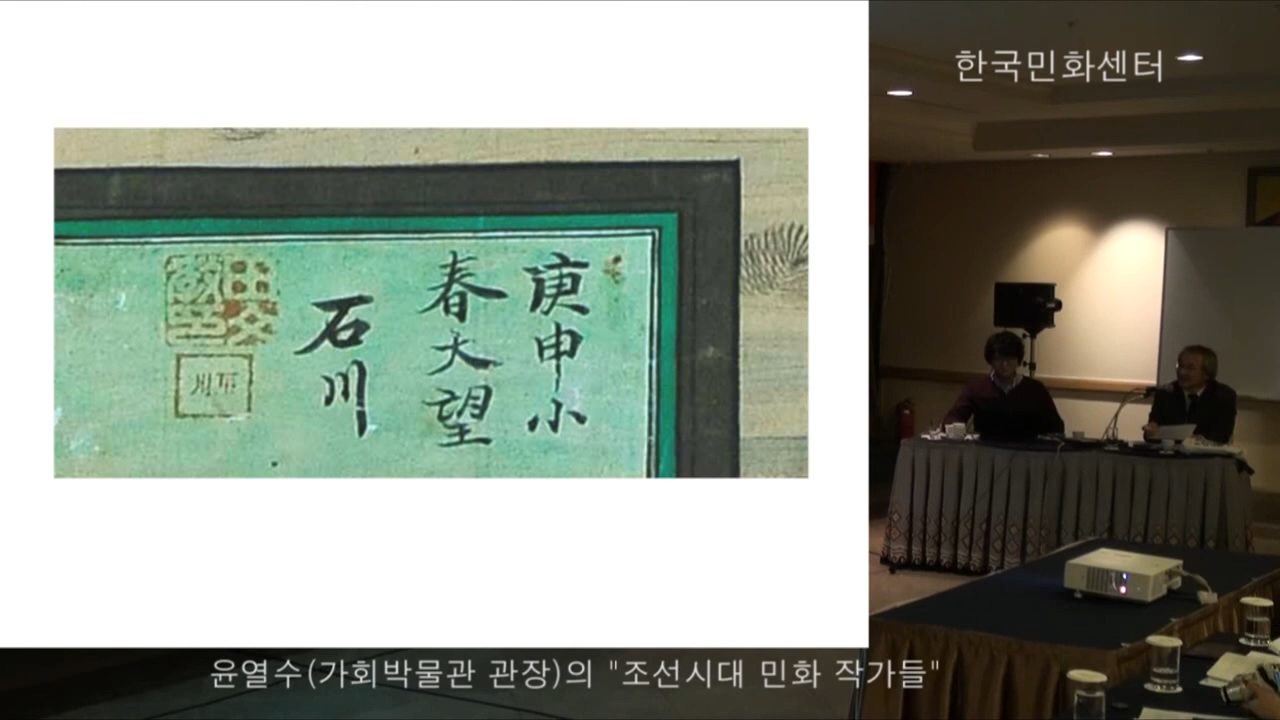 한국민화센터
庚申小
春大望
石川
윤열수(가회박물관 관장)의 "조선시대 민화 작가들"